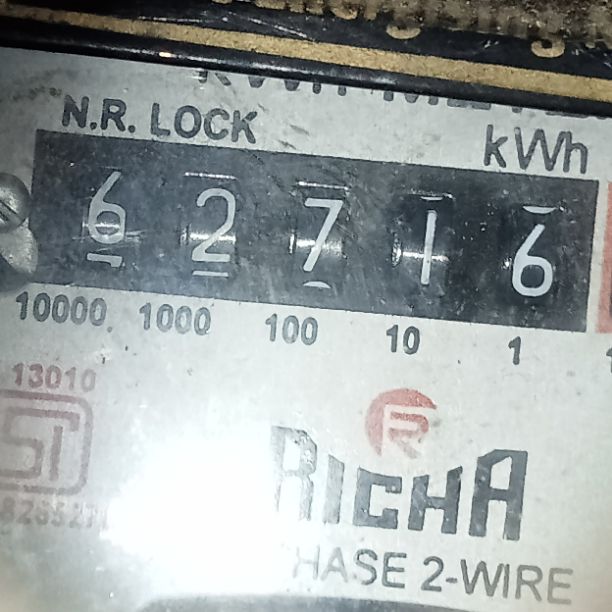 N.R. LOCK kWh
6 2 7 1 6
10000 1000 100 10 1
13010
RICHA
HASE 2-WIRE